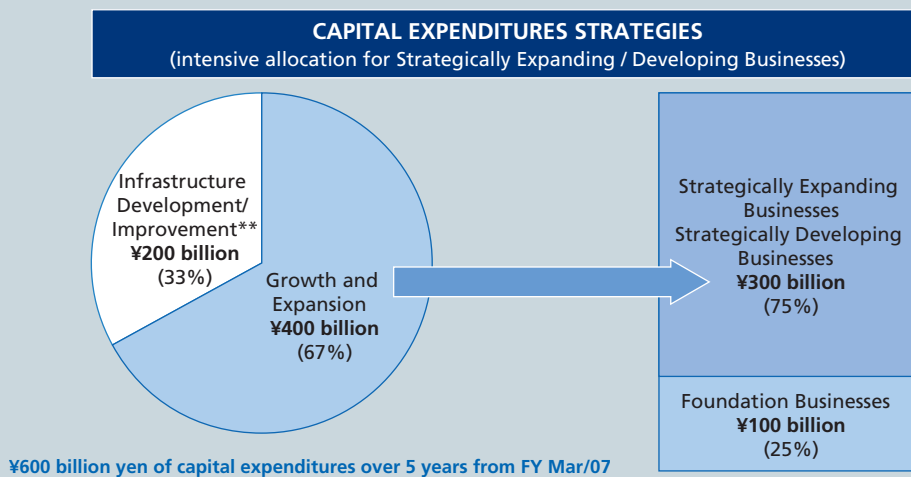 CAPITAL EXPENDITURES STRATEGIES
(intensive allocation for Strategically Expanding / Developing Businesses)
Infrastructure
Development/
Improvement**
¥200 billion
(33%)
Growth and
Expansion
¥400 billion
(67%)
Strategically Expanding
Businesses
Strategically Developing
Businesses
¥300 billion
(75%)
Foundation Businesses
¥100 billion
(25%)
¥600 billion yen of capital expenditures over 5 years from FY Mar/07